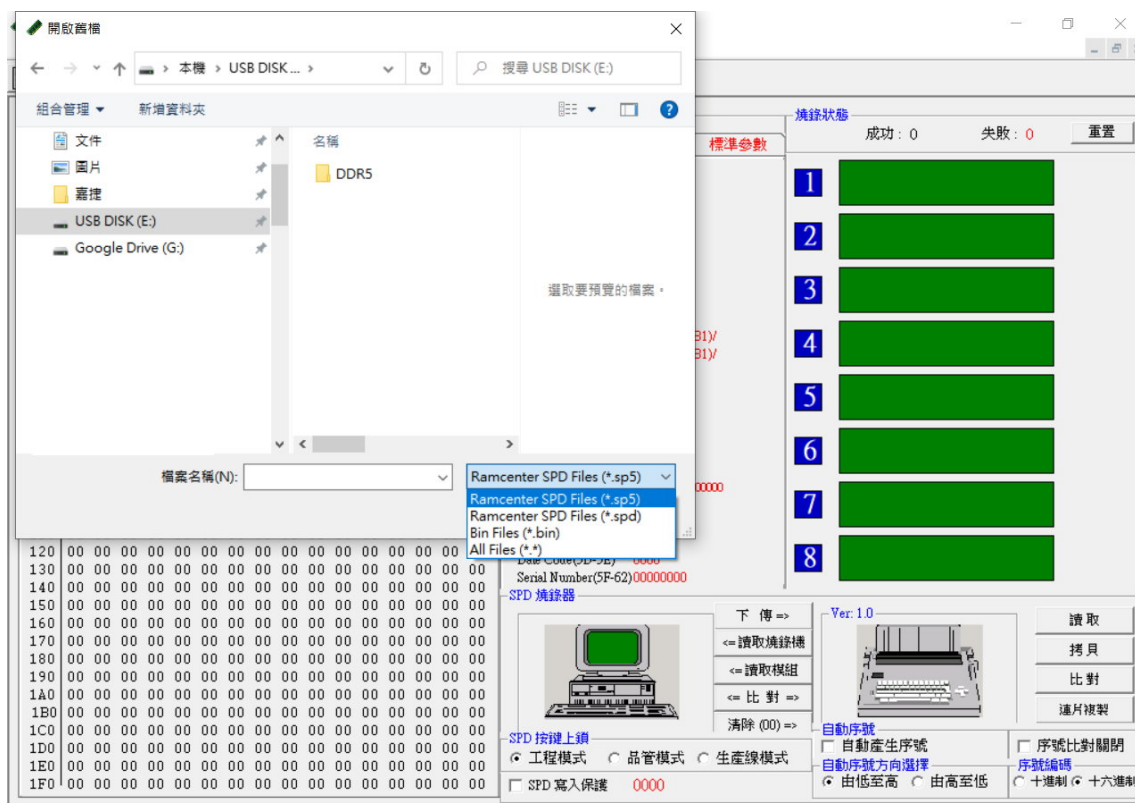 開啟舊檔
本機 › USB DISK ... ›
搜尋 USB DISK (E:)
組合管理
新增資料夾
文件
圖片
嘉捷
USB DISK (E:)
Google Drive (G:)
名稱
DDR5
選取要預覽的檔案。
檔案名稱(N):
Ramcenter SPD Files (*.sp5)
Ramcenter SPD Files (*.sp5)
Ramcenter SPD Files (*.spd)
Bin Files (*.bin)
All Files (*.*)
標準參數
B1)/
B1)/
00000
Date Code(5D-5E) 0000
Serial Number(5F-62)00000000
燒錄狀態
成功 : 0 失敗 : 0 重置
1
2
3
4
5
6
7
8
120 00 00 00 00 00 00 00 00 00 00 00 00 00 00 00 00
130 00 00 00 00 00 00 00 00 00 00 00 00 00 00 00 00
140 00 00 00 00 00 00 00 00 00 00 00 00 00 00 00 00
150 00 00 00 00 00 00 00 00 00 00 00 00 00 00 00 00
160 00 00 00 00 00 00 00 00 00 00 00 00 00 00 00 00
170 00 00 00 00 00 00 00 00 00 00 00 00 00 00 00 00
180 00 00 00 00 00 00 00 00 00 00 00 00 00 00 00 00
190 00 00 00 00 00 00 00 00 00 00 00 00 00 00 00 00
1A0 00 00 00 00 00 00 00 00 00 00 00 00 00 00 00 00
1B0 00 00 00 00 00 00 00 00 00 00 00 00 00 00 00 00
1C0 00 00 00 00 00 00 00 00 00 00 00 00 00 00 00 00
1D0 00 00 00 00 00 00 00 00 00 00 00 00 00 00 00 00
1E0 00 00 00 00 00 00 00 00 00 00 00 00 00 00 00 00
1F0 00 00 00 00 00 00 00 00 00 00 00 00 00 00 00 00
SPD 燒錄器
下 傳 =>
<= 讀取燒錄機
<= 讀取模組
<= 比 對 =>
清除 (00) =>
SPD 按鍵上鎖
工程模式 品管模式 生產線模式
SPD 寫入保護 0000
Ver: 1.0
讀 取
拷 貝
比 對
連片複製
自動序號
自動產生序號
序號比對關閉
自動序號方向選擇
由低至高 由高至低
序號編碼
十進制 十六進制